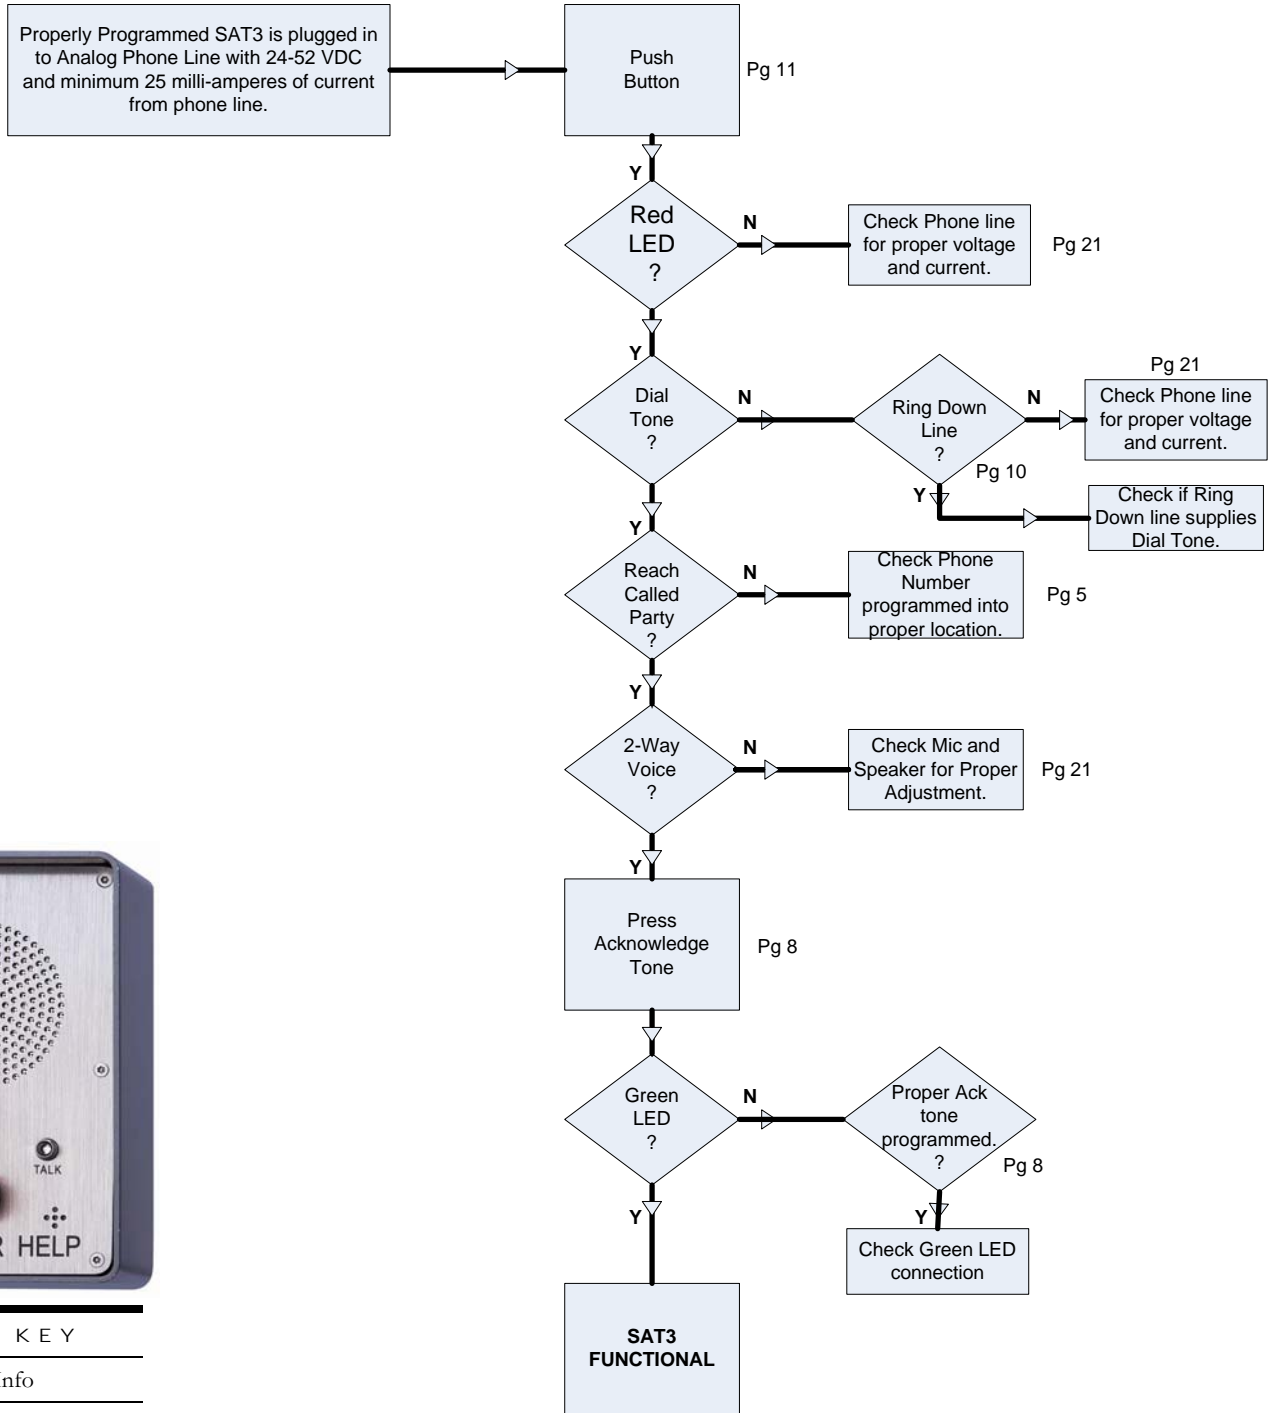 Properly Programmed SAT3 is plugged in
to Analog Phone Line with 24-52 VDC
and minimum 25 milli-amperes of current
from phone line.
Push
Button
Pg 11
Y
Red
LED
?
N
Check Phone line
for proper voltage
and current.
Pg 21
Y
Dial
Tone
?
N
Ring Down
Line
?
Pg 10
N
Pg 21
Check Phone line
for proper voltage
and current.
Y
Check if Ring
Down line supplies
Dial Tone.
Y
Reach
Called
Party
?
N
Check Phone
Number
programmed into
proper location.
Pg 5
Y
2-Way
Voice
?
N
Check Mic and
Speaker for Proper
Adjustment.
Pg 21
Y
Press
Acknowledge
Tone
Pg 8
Green
LED
?
N
Proper Ack
tone
programmed.
?
Pg 8
Y
Check Green LED
connection
Y
SAT3
FUNCTIONAL
TALK
R HELP
KEY
nfo